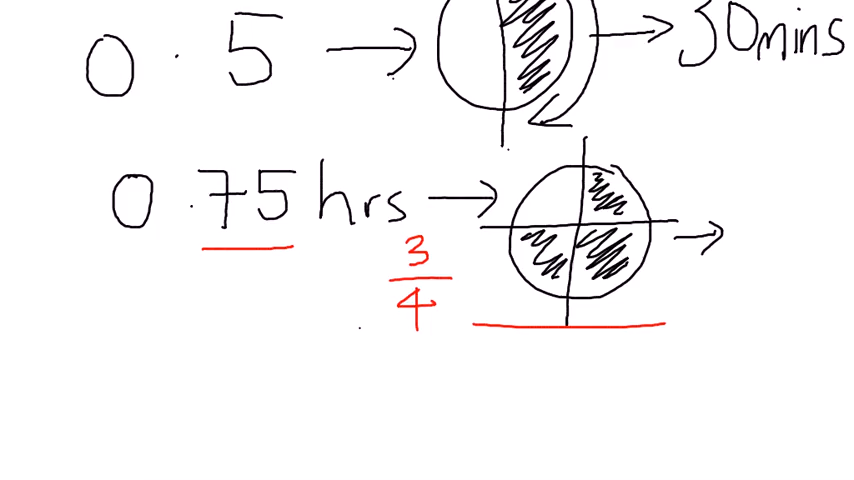 0.5 → → 30mins
0.75 hrs → →
3
4